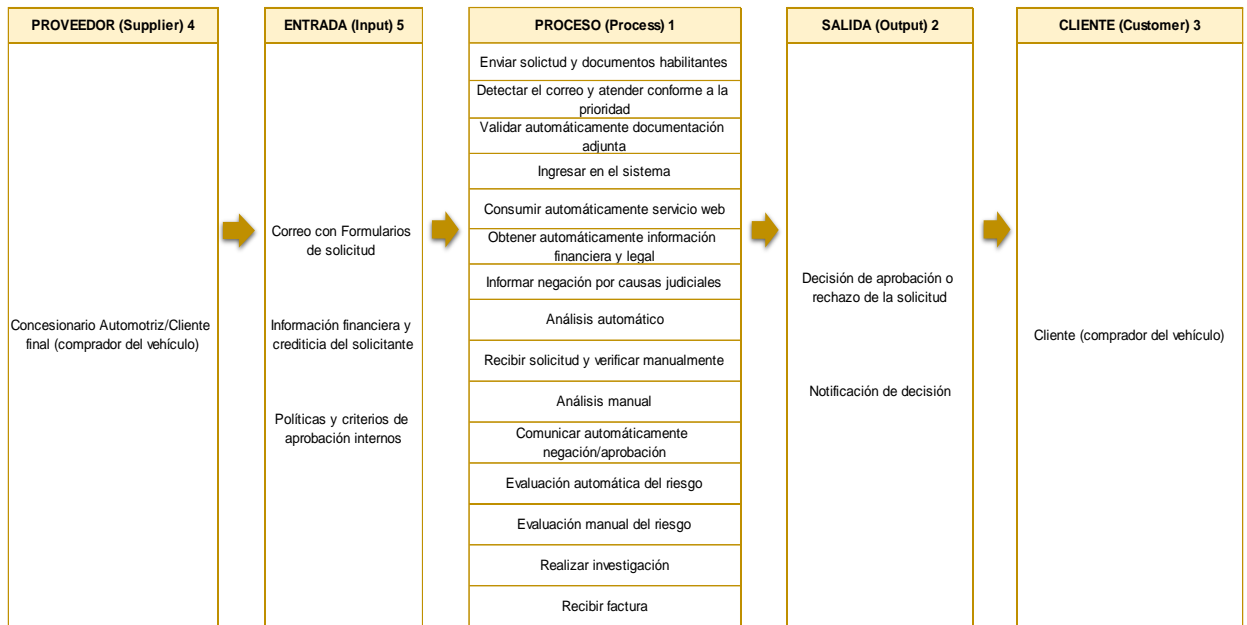 PROVEEDOR (Supplier) 4
Concesionario Automotriz/Cliente
final (comprador del vehículo)
ENTRADA (Input) 5
Correo con Formularios
de solicitud
Información financiera y
crediticia del solicitante
Políticas y criterios de
aprobación internos
PROCESO (Process) 1
Enviar solictud y documentos habilitantes
Detectar el correo y atender conforme a la
prioridad
Validar automáticamente documentación
adjunta
Ingresar en el sistema
Consumir automáticamente servicio web
Obtener automáticamente información
financiera y legal
Informar negación por causas judiciales
Análisis automático
Recibir solicitud y verificar manualmente
Análisis manual
Comunicar automáticamente
negación/aprobación
Evaluación automática del riesgo
Evaluación manual del riesgo
Realizar investigación
Recibir factura
SALIDA (Output) 2
Decisión de aprobación o
rechazo de la solicitud
Notificación de decisión
CLIENTE (Customer) 3
Cliente (comprador del vehículo)